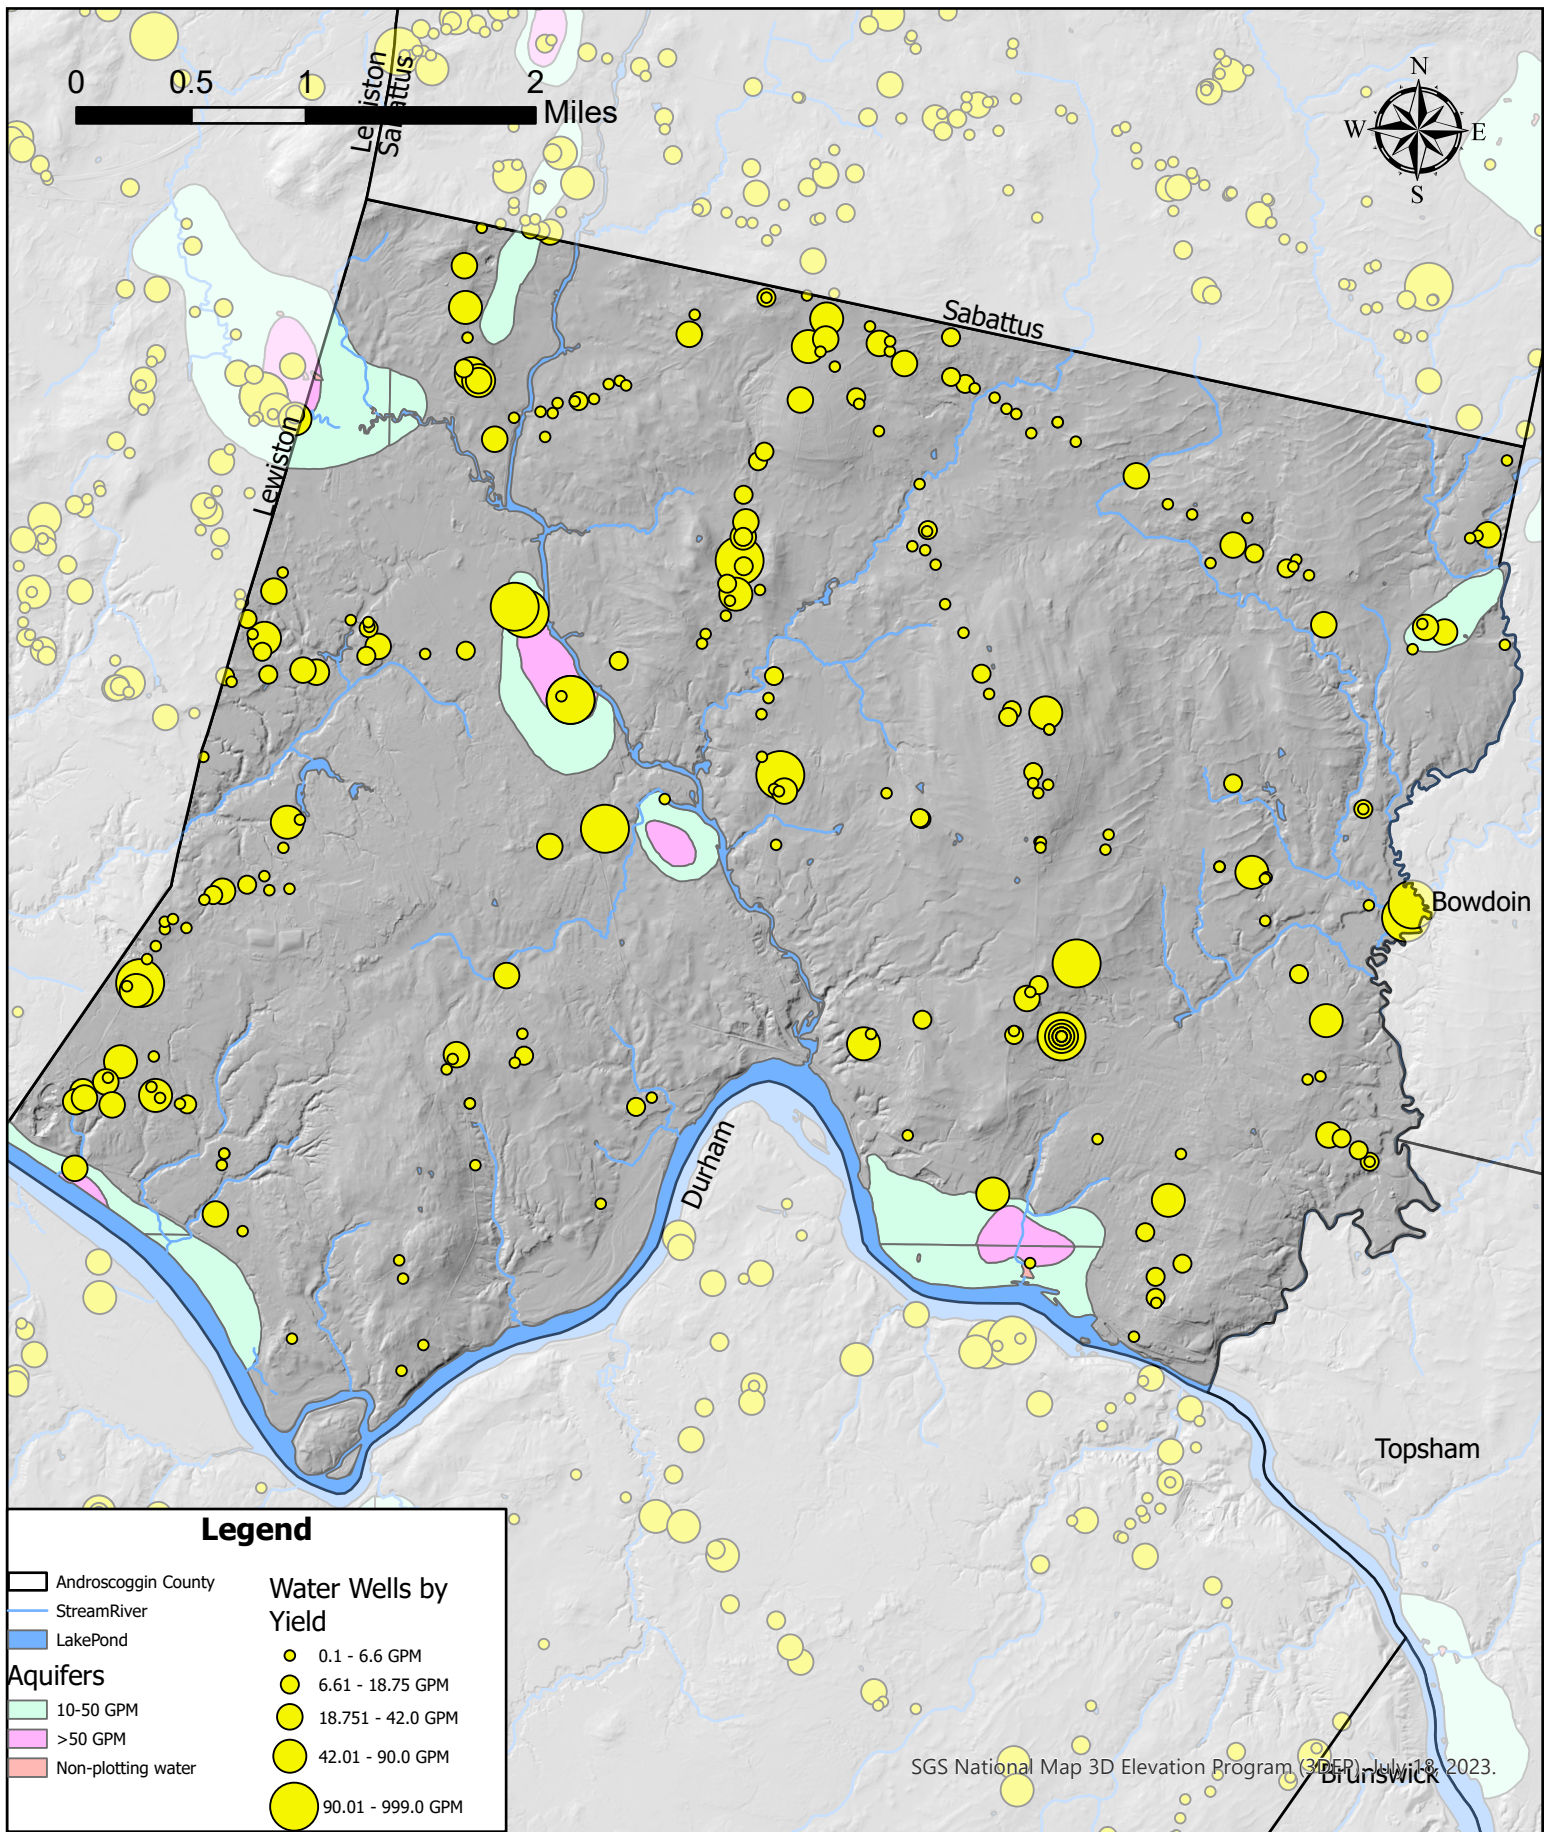 0 0.5 1 2
Miles
Lewiston
Sabattus
N
W E
S
Sabattus
Lewiston
Bowdoin
Durham
Topsham
Brunswick
SGS National Map 3D Elevation Program (3DEP). July 18, 2023.
Legend
Androscoggin County
StreamRiver
LakePond
Aquifers
10-50 GPM
>50 GPM
Non-plotting water
Water Wells by
Yield
0.1 - 6.6 GPM
6.61 - 18.75 GPM
18.751 - 42.0 GPM
42.01 - 90.0 GPM
90.01 - 999.0 GPM